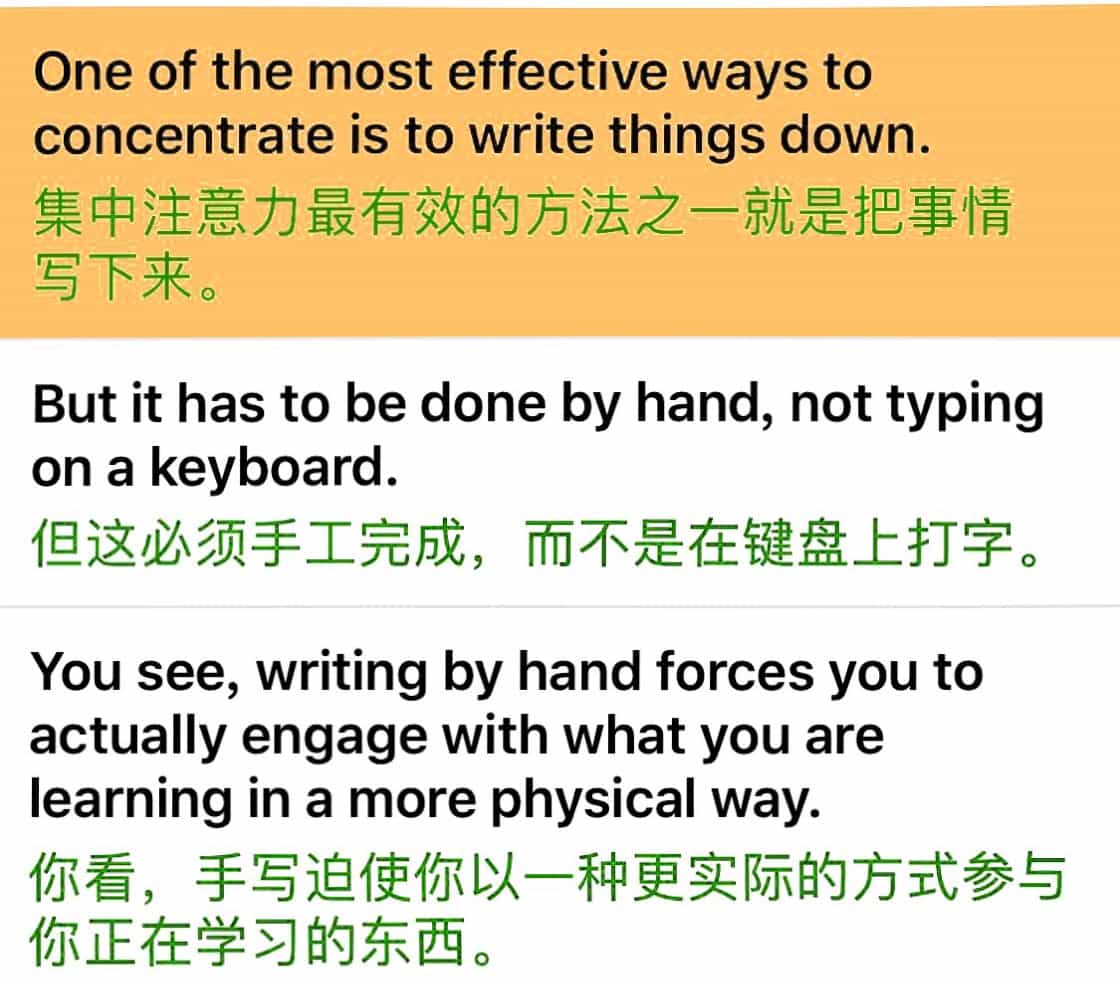 One of the most effective ways to
concentrate is to write things down.
集中注意力最有效的方法之一就是把事情
写下来。
But it has to be done by hand, not typing
on a keyboard.
但这必须手工完成，而不是在键盘上打字。
You see, writing by hand forces you to
actually engage with what you are
learning in a more physical way.
你看，手写迫使你以一种更实际的方式参与
你正在学习的东西。